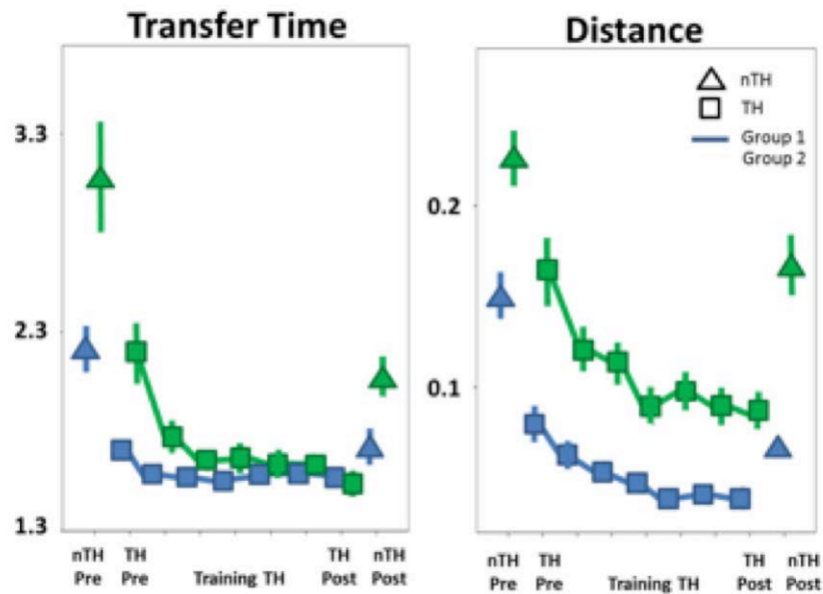 Transfer Time
3.3
2.3
1.3
nTH
Pre
TH
Pre
Training TH
TH
Post
nTH
Post
Distance
nTH
TH
Group 1
Group 2
0.2
0.1
nTH
Pre
TH
Pre
Training TH
TH
Post
nTH
Post